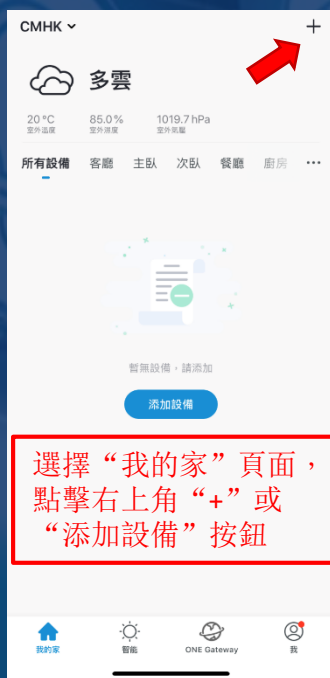 CMHK
+
多雲
20 °C 85.0% 1019.7 hPa
室外溫度 室外濕度 室外氣壓
所有設備 客廳 主臥 次臥 餐廳 廚房 ...
暫無設備，請添加
添加設備
選擇“我的家”頁面，
點擊右上角“+”或
“添加設備”按鈕
我的家 智能 ONE Gateway 我